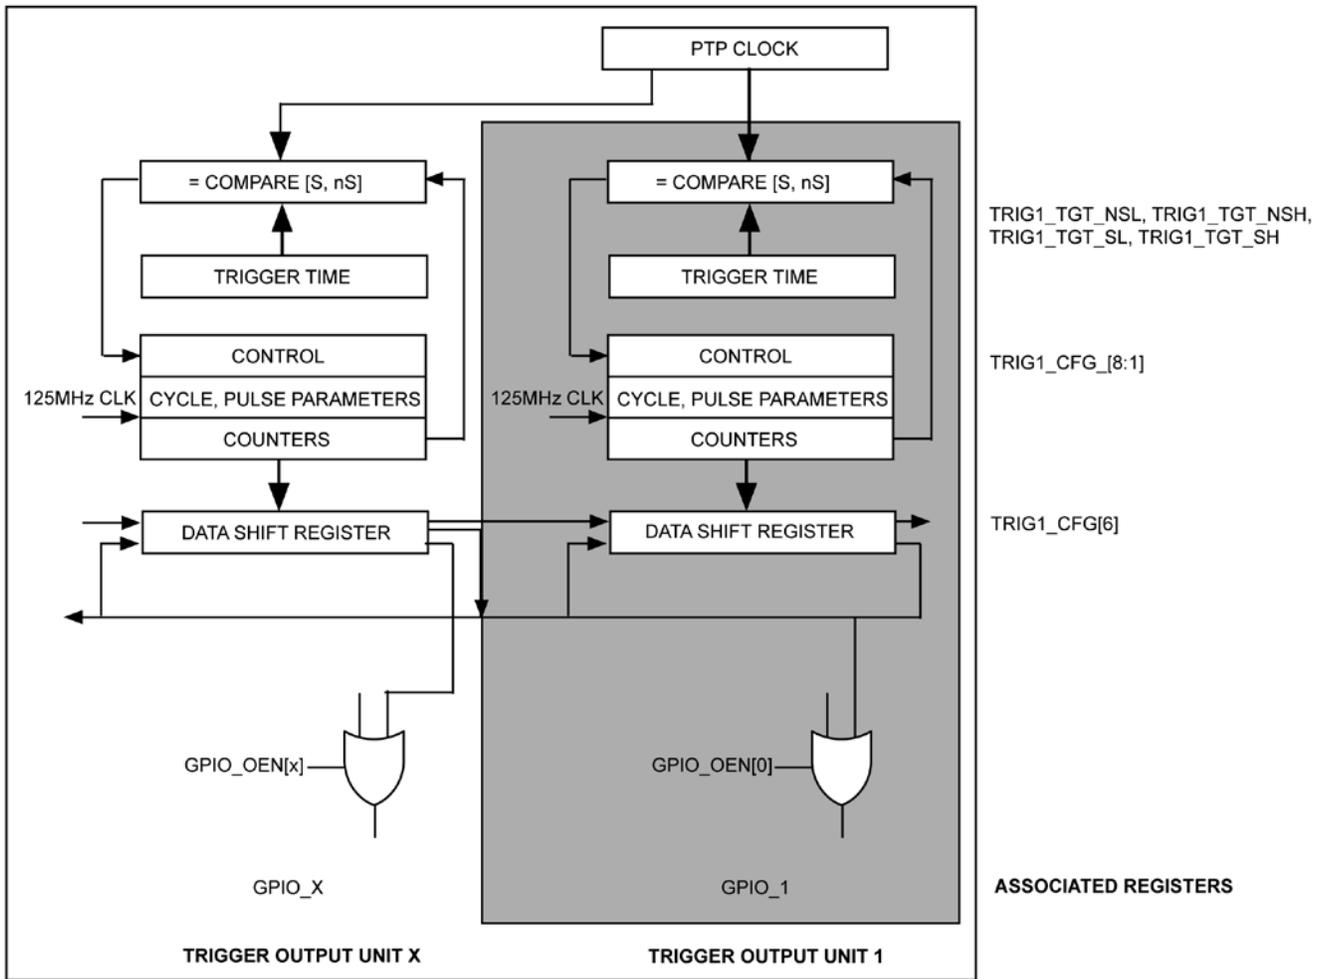 PTP CLOCK
= COMPARE [S, nS]
= COMPARE [S, nS]
TRIG1_TGT_NSL, TRIG1_TGT_NSH,
TRIG1_TGT_SL, TRIG1_TGT_SH
TRIGGER TIME
TRIGGER TIME
CONTROL
CONTROL
TRIG1_CFG_[8:1]
125MHz CLK
CYCLE, PULSE PARAMETERS
125MHz CLK
CYCLE, PULSE PARAMETERS
COUNTERS
COUNTERS
DATA SHIFT REGISTER
DATA SHIFT REGISTER
TRIG1_CFG[6]
GPIO_OEN[x]
GPIO_OEN[0]
GPIO_X
GPIO_1
ASSOCIATED REGISTERS
TRIGGER OUTPUT UNIT X
TRIGGER OUTPUT UNIT 1